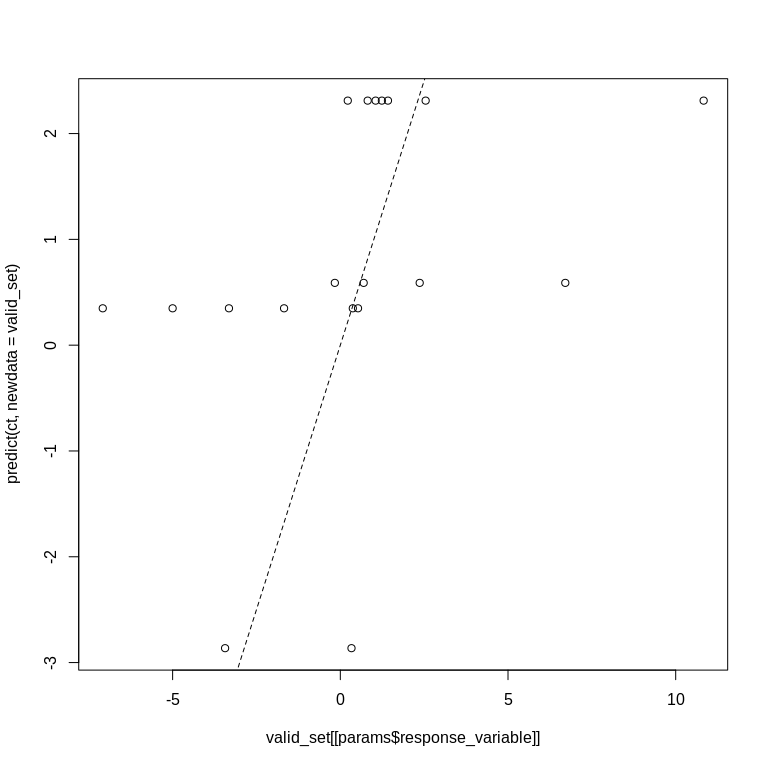 2
1
0
-1
-2
-3
predict(ct, newdata = valid_set)
-5 0 5 10
valid_set[[params$response_variable]]